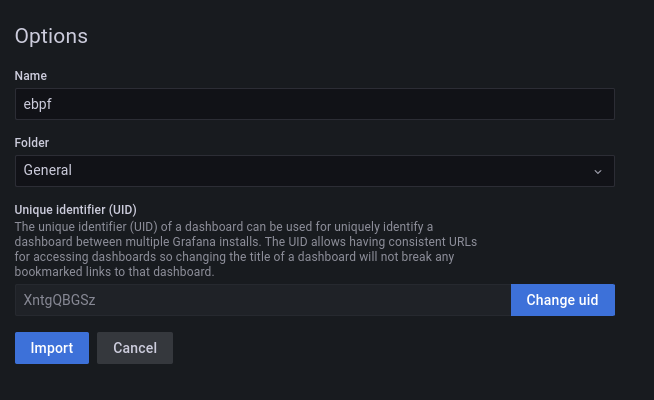 Options
Name
ebpf
Folder
General
Unique identifier (UID)
The unique identifier (UID) of a dashboard can be used for uniquely identify a
dashboard between multiple Grafana installs. The UID allows having consistent URLs
for accessing dashboards so changing the title of a dashboard will not break any
bookmarked links to that dashboard.
XntgQBGSz
Change uid
Import
Cancel